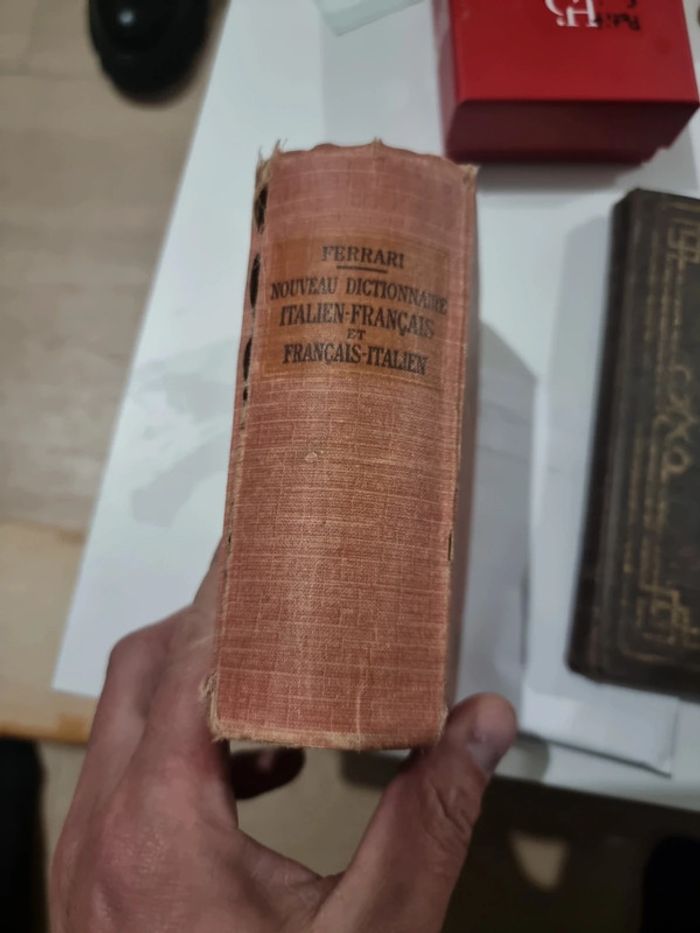 FERRARI
NOUVEAU DICTIONNAIRE
ITALIEN-FRANÇAIS
ET
FRANÇAIS-ITALIEN